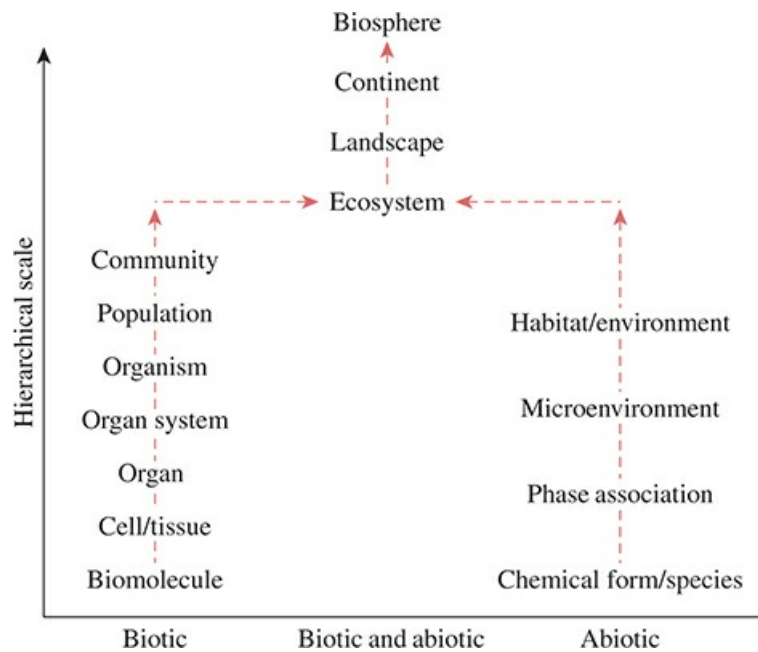 Biosphere
Continent
Landscape
Ecosystem
Community
Population
Organism
Organ system
Organ
Cell/tissue
Biomolecule
Habitat/environment
Microenvironment
Phase association
Chemical form/species
Hierarchical scale
Biotic
Biotic and abiotic
Abiotic